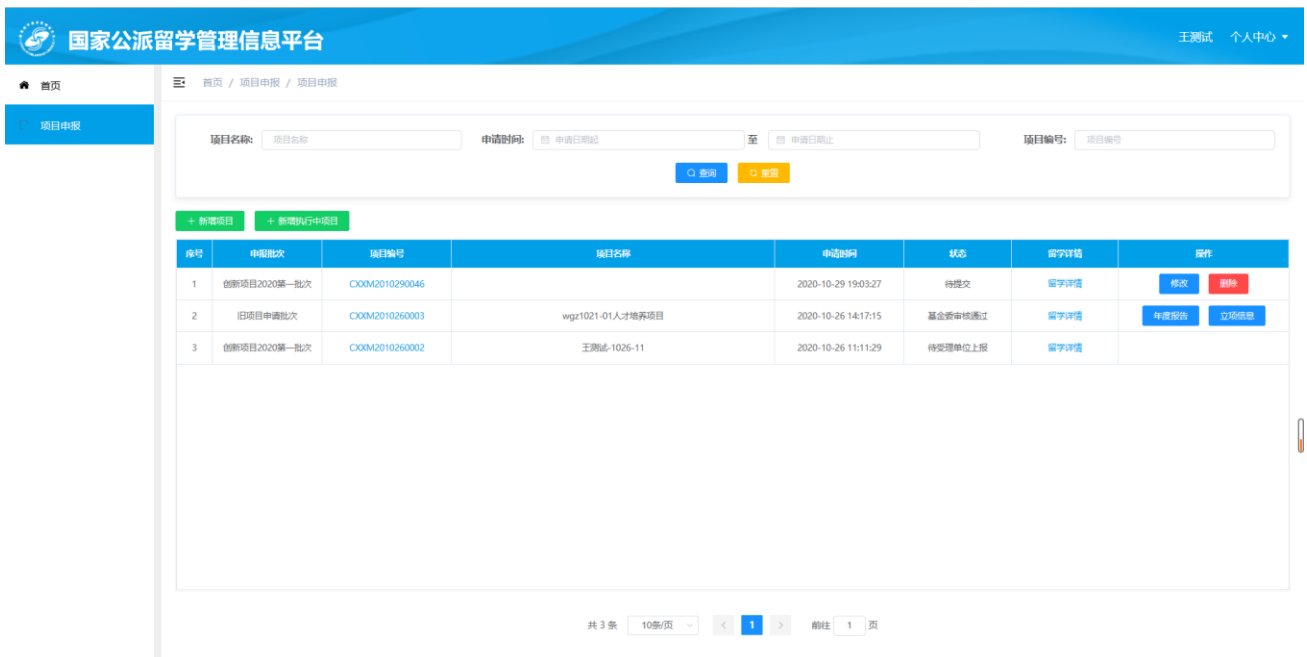 国家公派留学管理信息平台 王测试 个人中心
首页 首页 / 项目申报 / 项目申报
项目申报
项目名称: 项目名称 申请时间: 申请日期起 至 申请日期止 项目编号: 项目编号
查询 重置
+ 新增项目 + 新增执行中项目
序号 申报批次 项目编号 项目名称 申请时间 状态 留学详情 操作
1 创新项目2020第一批次 CXXM2010290046 2020-10-29 19:03:27 待提交 留学详情 修改 删除
2 旧项目申请批次 CXXM2010260003 wgz1021-01人才培养项目 2020-10-26 14:17:15 基金委审核通过 留学详情 年度报告 立项信息
3 创新项目2020第一批次 CXXM2010260002 王测试-1026-11 2020-10-26 11:11:29 待受理单位上报 留学详情
共 3 条 10条/页 < 1 > 前往 1 页